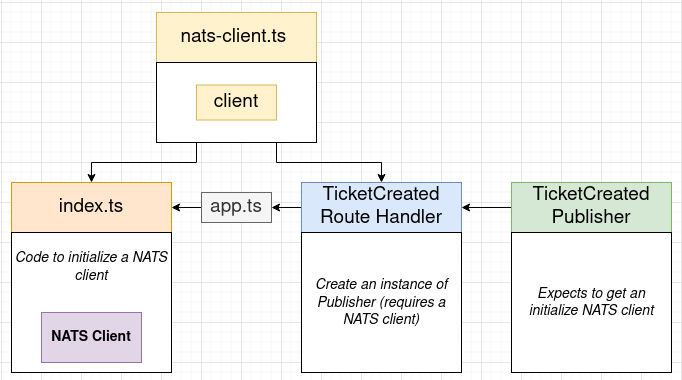 nats-client.ts
client
index.ts
app.ts
TicketCreated
Route Handler
TicketCreated
Publisher
Code to initialize a NATS
client
NATS Client
Create an instance of
Publisher (requires a
NATS client)
Expects to get an
initialize NATS client